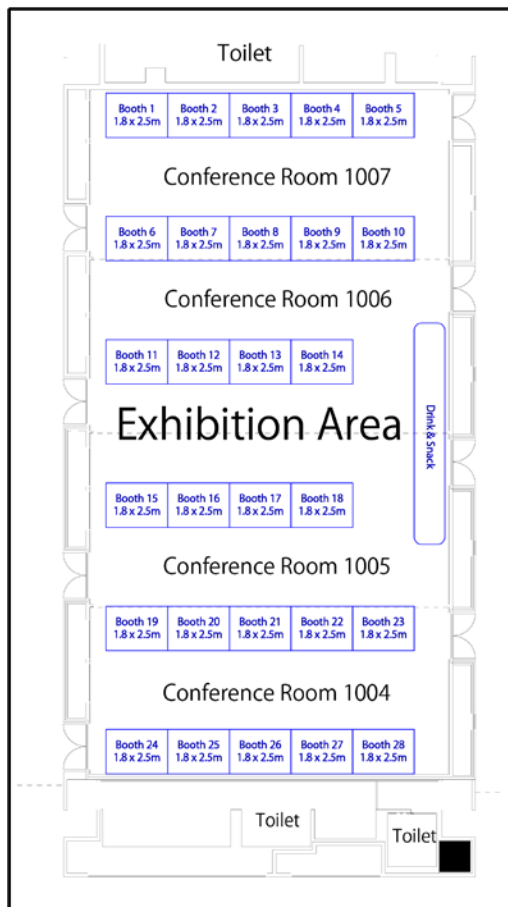 Toilet
Booth 1 Booth 2 Booth 3 Booth 4 Booth 5
1.8 x 2.5m 1.8 x 2.5m 1.8 x 2.5m 1.8 x 2.5m 1.8 x 2.5m
Conference Room 1007
Booth 6 Booth 7 Booth 8 Booth 9 Booth 10
1.8 x 2.5m 1.8 x 2.5m 1.8 x 2.5m 1.8 x 2.5m 1.8 x 2.5m
Conference Room 1006
Booth 11 Booth 12 Booth 13 Booth 14
1.8 x 2.5m 1.8 x 2.5m 1.8 x 2.5m 1.8 x 2.5m
Drink & Snack
Exhibition Area
Booth 15 Booth 16 Booth 17 Booth 18
1.8 x 2.5m 1.8 x 2.5m 1.8 x 2.5m 1.8 x 2.5m
Conference Room 1005
Booth 19 Booth 20 Booth 21 Booth 22 Booth 23
1.8 x 2.5m 1.8 x 2.5m 1.8 x 2.5m 1.8 x 2.5m 1.8 x 2.5m
Conference Room 1004
Booth 24 Booth 25 Booth 26 Booth 27 Booth 28
1.8 x 2.5m 1.8 x 2.5m 1.8 x 2.5m 1.8 x 2.5m 1.8 x 2.5m
Toilet
Toilet